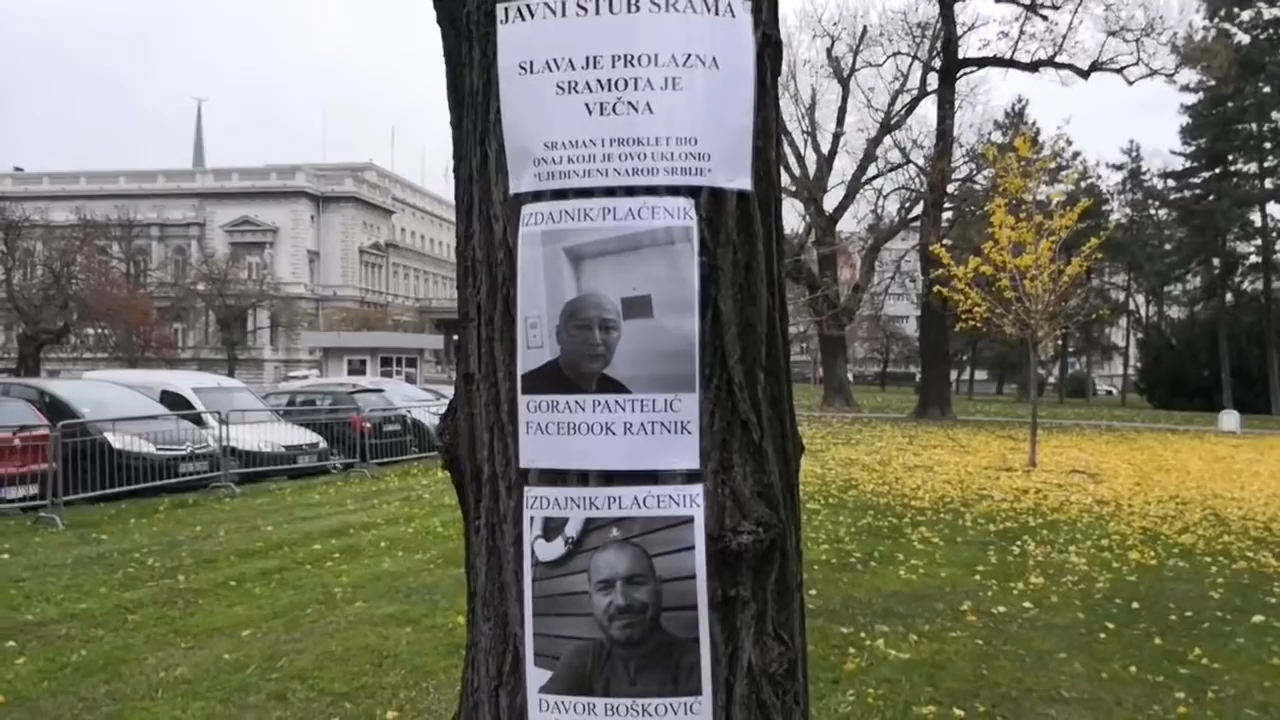 JAVNI STUB SRAMA
SLAVA JE PROLAZNA
SRAMOTA JE
VEČNA
SRAMAN I PROKLET BIO
ONAJ KOJI JE OVO UKLONIO
*UJEDINJENI NAROD SRBIJE*
IZDAJNIK/PLAĆENIK
GORAN PANTELIĆ
FACEBOOK RATNIK
IZDAJNIK/PLAĆENIK
DAVOR BOŠKOVIĆ